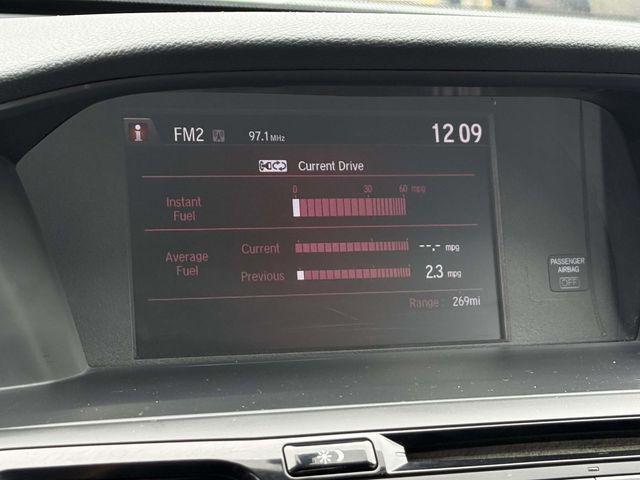 i FM2 97.1 MHz 12 09
Current Drive
0 30 60 mpg
Instant
Fuel
Average
Fuel
Current --.- mpg
Previous 2.3 mpg
Range : 269mi
PASSENGER
AIRBAG
OFF